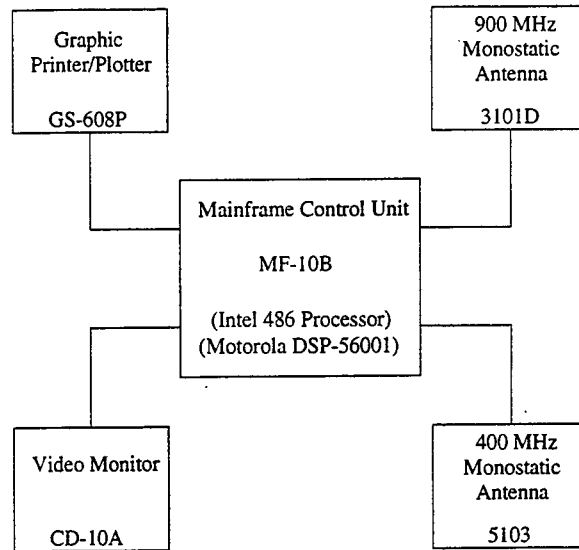 Graphic
Printer/Plotter
GS-608P
900 MHz
Monostatic
Antenna
3101D
Mainframe Control Unit
MF-10B
(Intel 486 Processor)
(Motorola DSP-56001)
Video Monitor
CD-10A
400 MHz
Monostatic
Antenna
5103